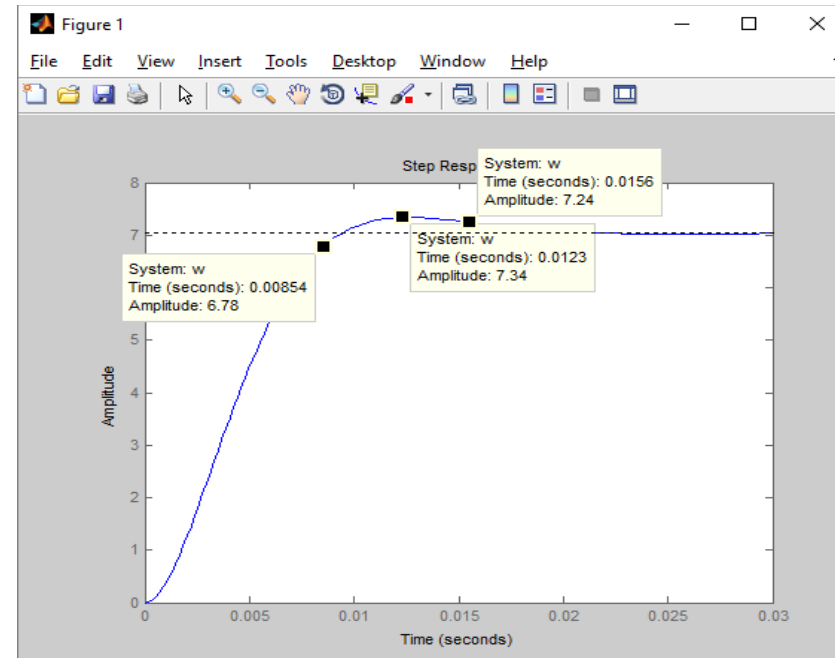 Figure 1
File Edit View Insert Tools Desktop Window Help
Step Resp
System: w
Time (seconds): 0.0156
Amplitude: 7.24
System: w
Time (seconds): 0.0123
Amplitude: 7.34
System: w
Time (seconds): 0.00854
Amplitude: 6.78
8
7
5
4
3
2
1
0
Amplitude
0 0.005 0.01 0.015 0.02 0.025 0.03
Time (seconds)